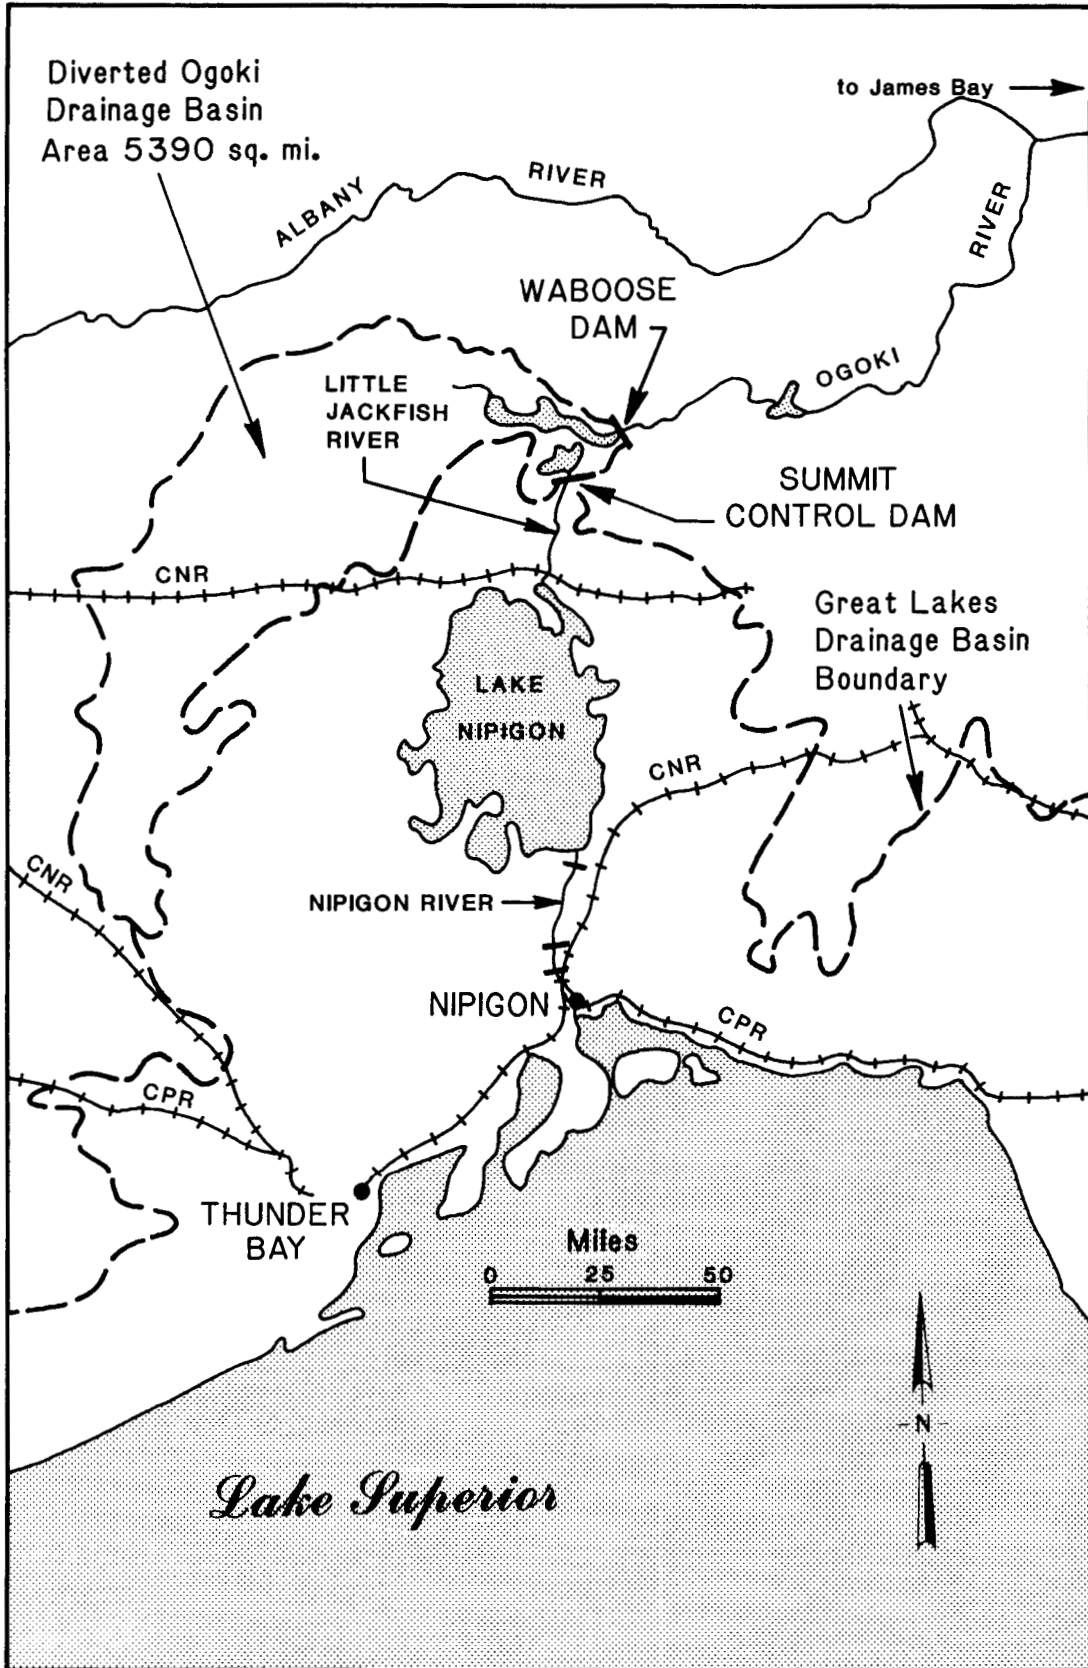 Diverted Ogoki
Drainage Basin
Area 5390 sq. mi.
to James Bay
ALBANY
RIVER
RIVER
WABOOSE
DAM
OGOKI
LITTLE
JACKFISH
RIVER
SUMMIT
CONTROL DAM
CNR
Great Lakes
Drainage Basin
Boundary
LAKE
NIPIGON
CNR
CNR
NIPIGON RIVER
NIPIGON
CPR
CPR
THUNDER
BAY
Miles
0 25 50
N
Lake Superior